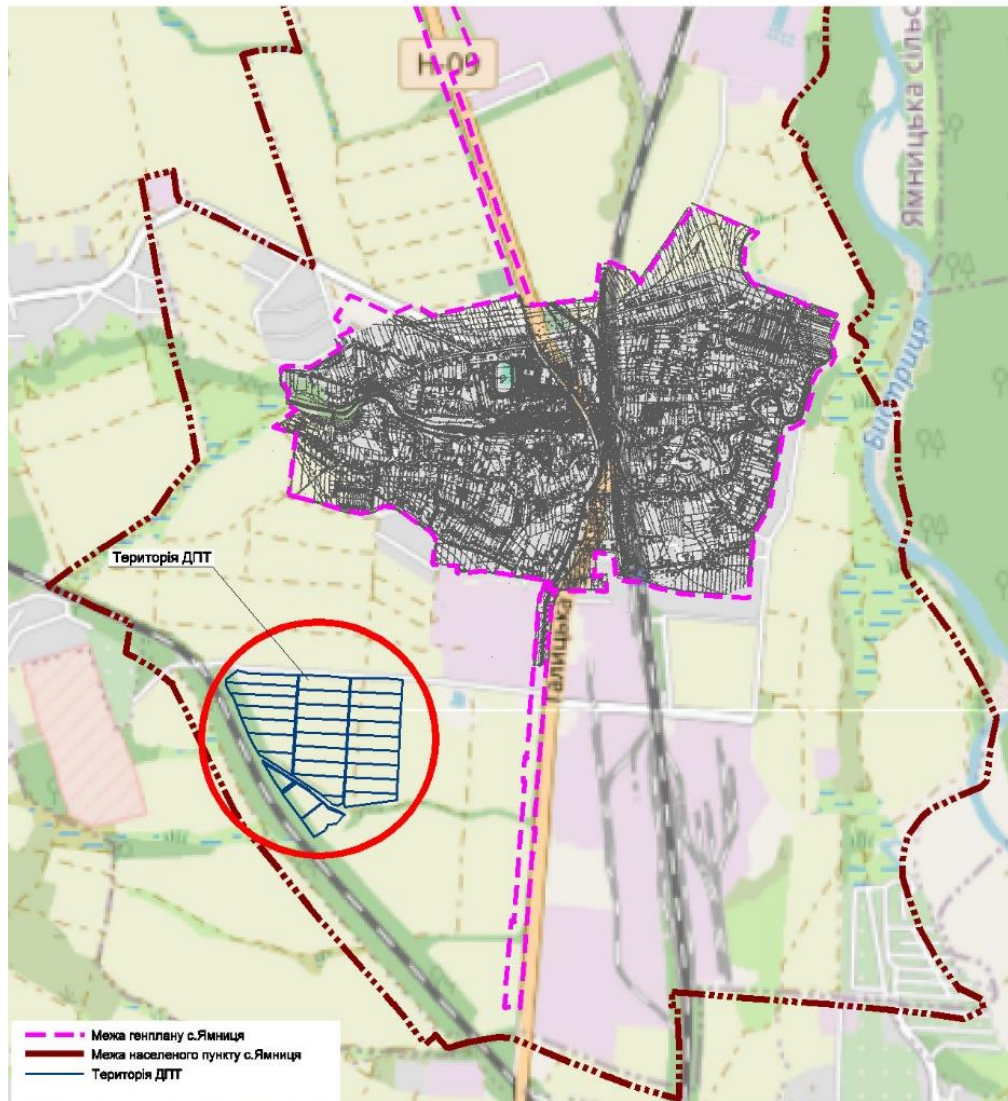 Н-09
Ямницька сільс
Бистриця
Територія ДПТ
Галицька
Межа генплану с.Ямниця
Межа населеного пункту с.Ямниця
Територія ДПТ